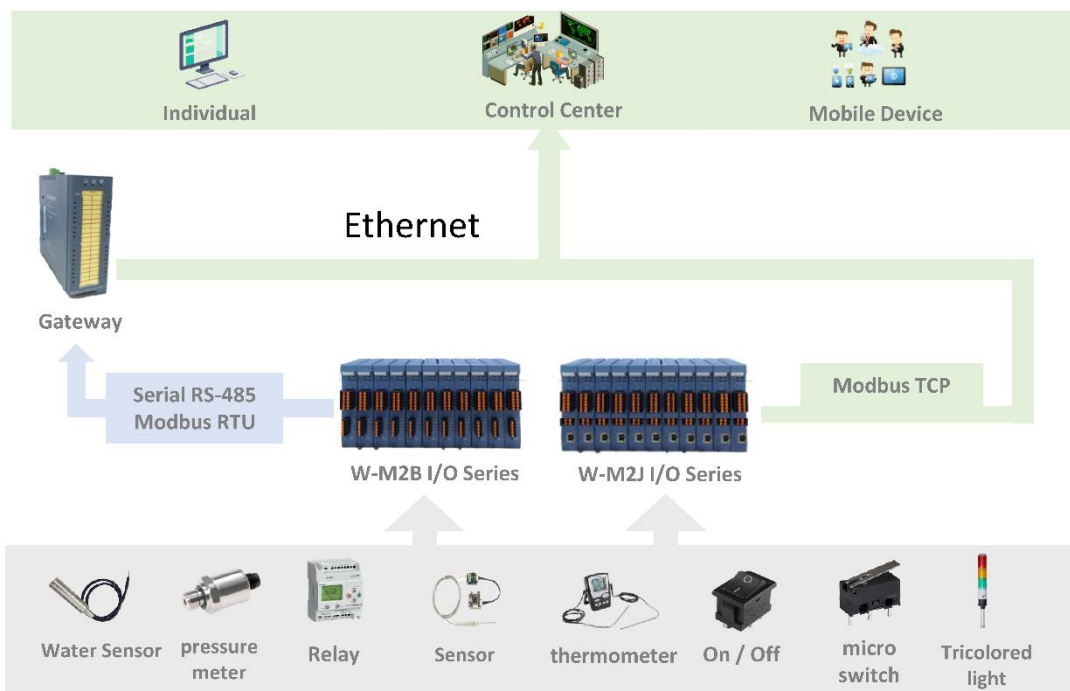 Individual
Control Center
Mobile Device
Ethernet
Gateway
Serial RS-485
Modbus RTU
Modbus TCP
W-M2B I/O Series
W-M2J I/O Series
Water Sensor
pressure
meter
Relay
Sensor
thermometer
On / Off
micro
switch
Tricolored
light